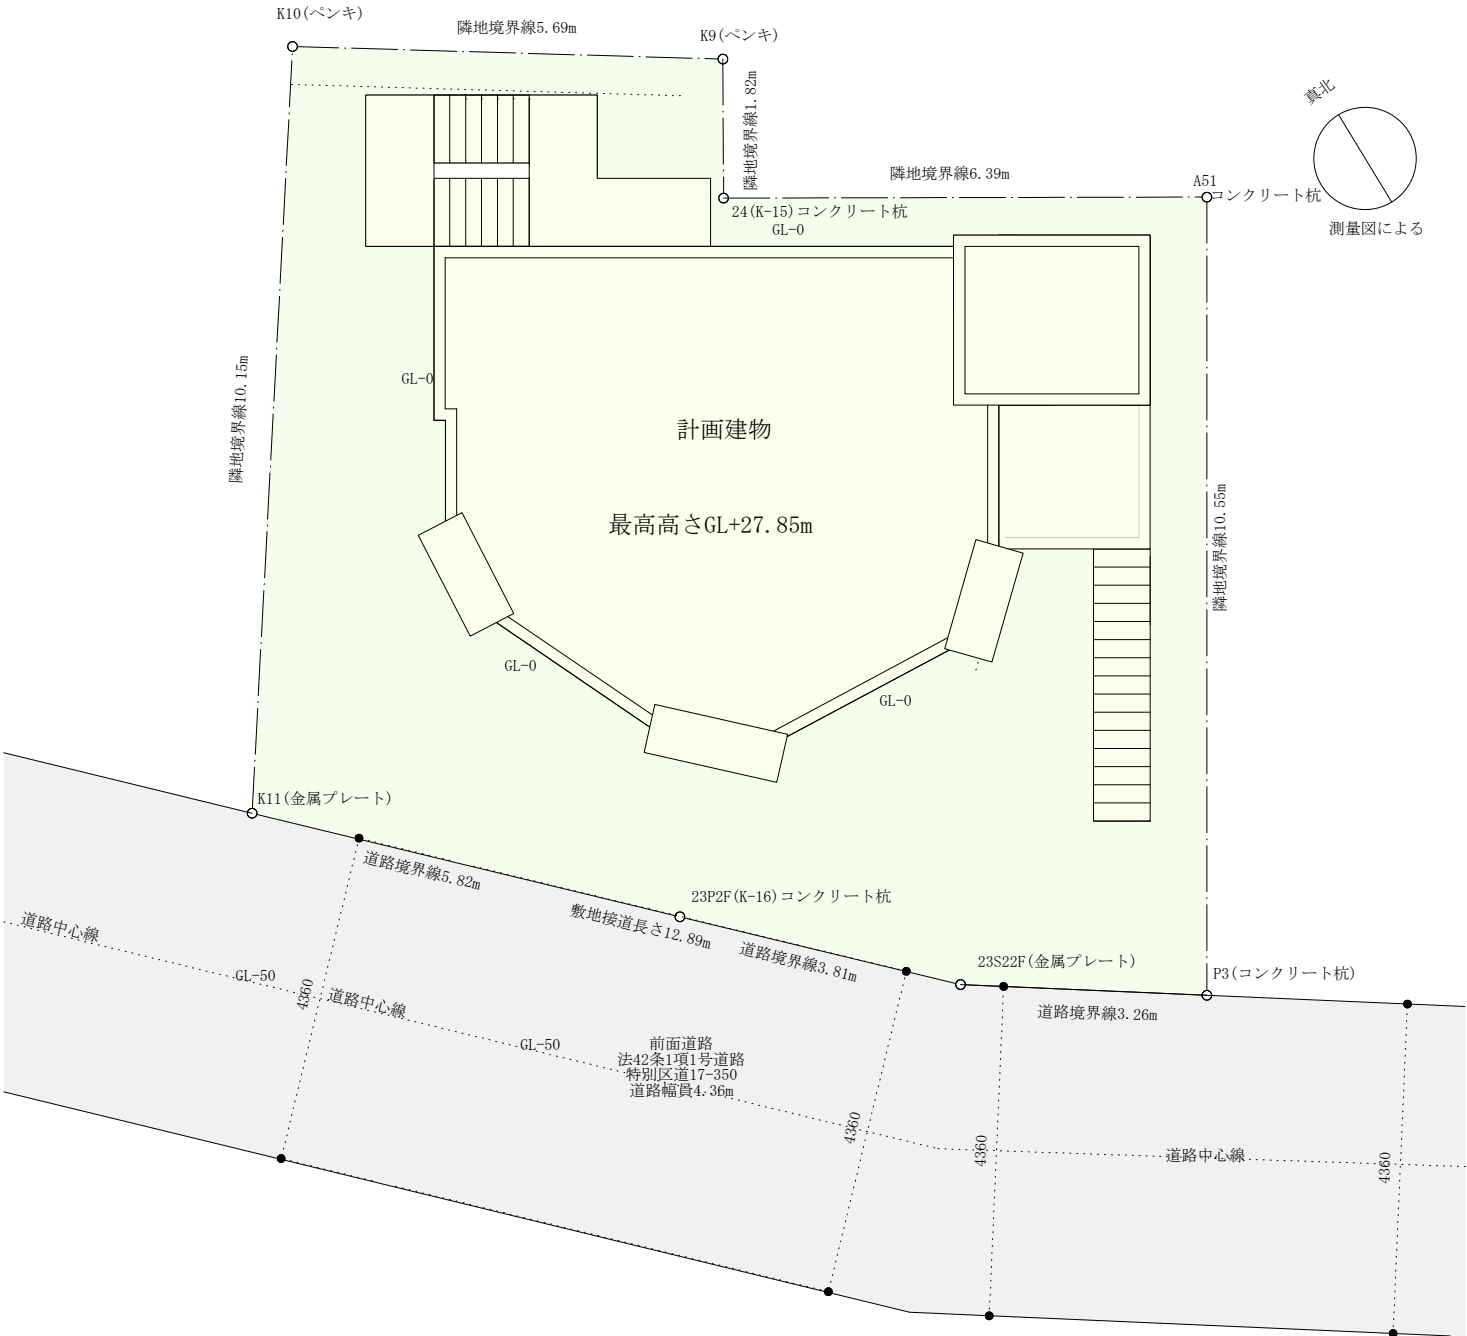 K10(ペンキ)
隣地境界線5.69m
K9(ペンキ)
隣地境界線1.82m
真北
隣地境界線6.39m
A51
コンクリート杭
24(K-15)コンクリート杭
GL-0
測量図による
隣地境界線10.15m
GL-0
計画建物
最高高さGL+27.85m
隣地境界線10.55m
GL-0
GL-0
K11(金属プレート)
道路境界線5.82m
23P2F(K-16)コンクリート杭
敷地接道長さ12.89m
道路境界線3.81m
23S22F(金属プレート)
P3(コンクリート杭)
道路中心線
GL-50
4360
道路中心線
道路境界線3.26m
GL-50
前面道路
法42条1項1号道路
特別区道17-350
道路幅員4.36m
4360
4360
道路中心線
4360